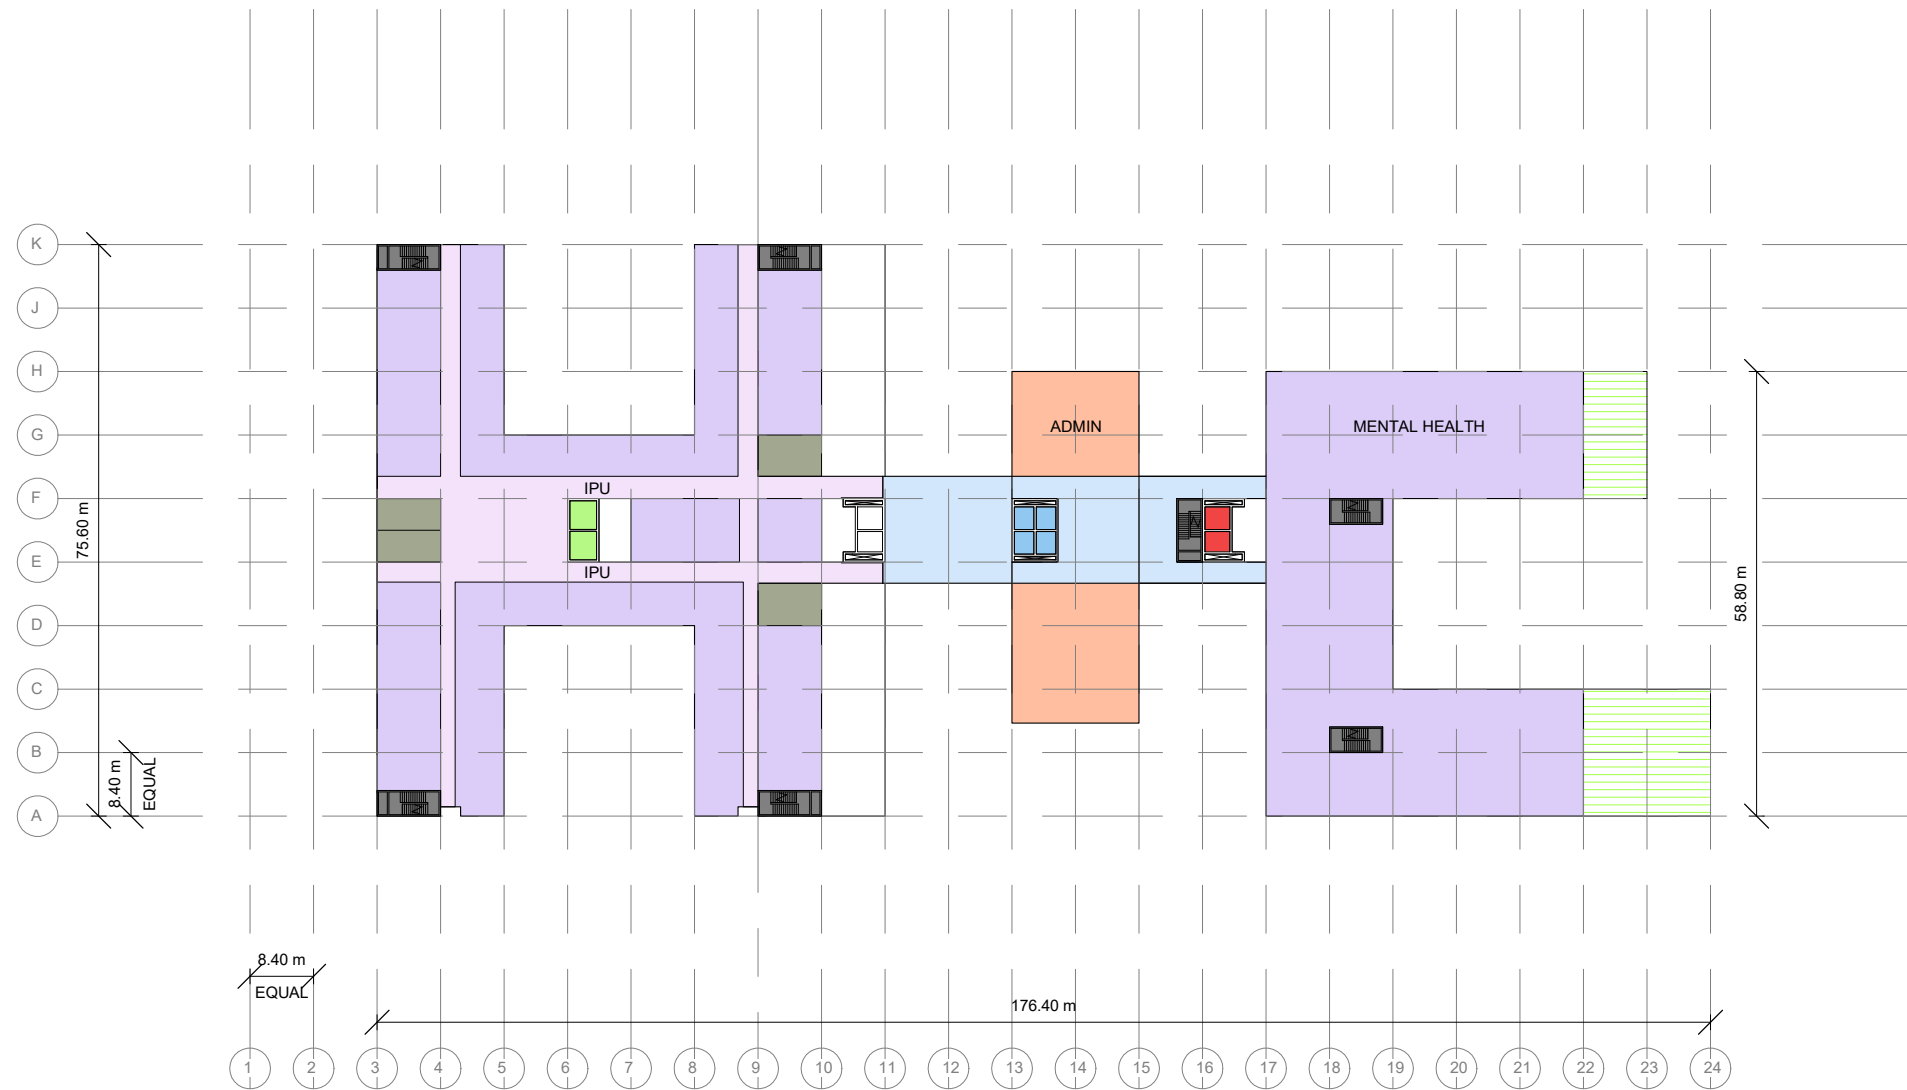 K
J
H
ADMIN
MENTAL HEALTH
G
IPU
F
75.60 m
E
IPU
58.80 m
D
C
B
8.40 m
EQUAL
A
8.40 m
EQUAL
176.40 m
1 2 3 4 5 6 7 8 9 10 11 12 13 14 15 16 17 18 19 20 21 22 23 24